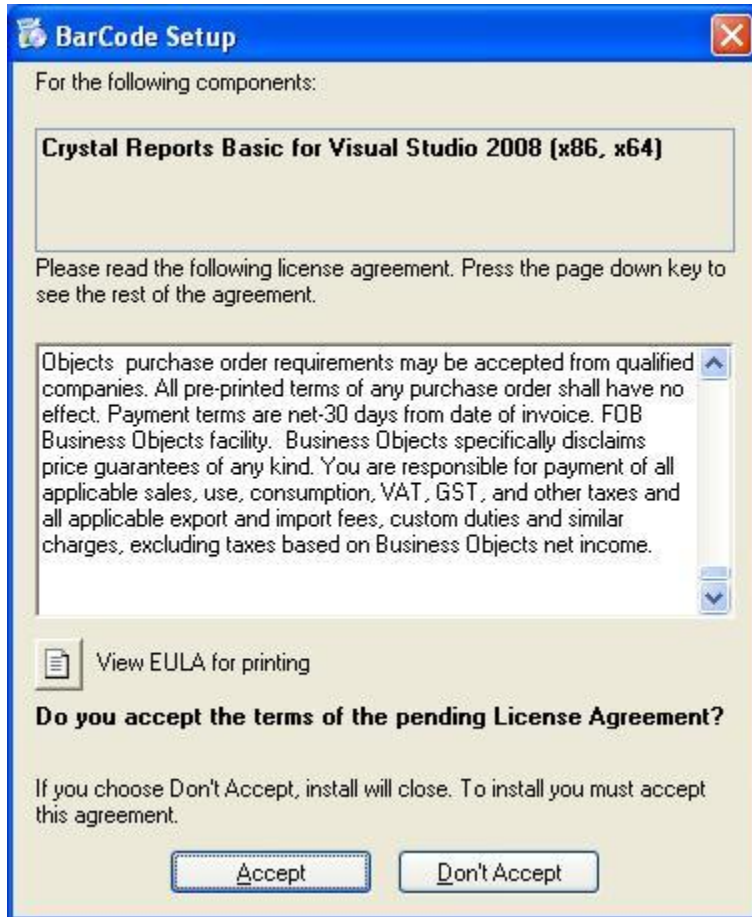 BarCode Setup
For the following components:
Crystal Reports Basic for Visual Studio 2008 (x86, x64)
Please read the following license agreement. Press the page down key to
see the rest of the agreement.
Objects  purchase order requirements may be accepted from qualified
companies. All pre-printed terms of any purchase order shall have no
effect. Payment terms are net-30 days from date of invoice. FOB
Business Objects facility.  Business Objects specifically disclaims
price guarantees of any kind. You are responsible for payment of all
applicable sales, use, consumption, VAT, GST, and other taxes and
all applicable export and import fees, custom duties and similar
charges, excluding taxes based on Business Objects net income.
View EULA for printing
Do you accept the terms of the pending License Agreement?
If you choose Don't Accept, install will close. To install you must accept
this agreement.
Accept
Don't Accept